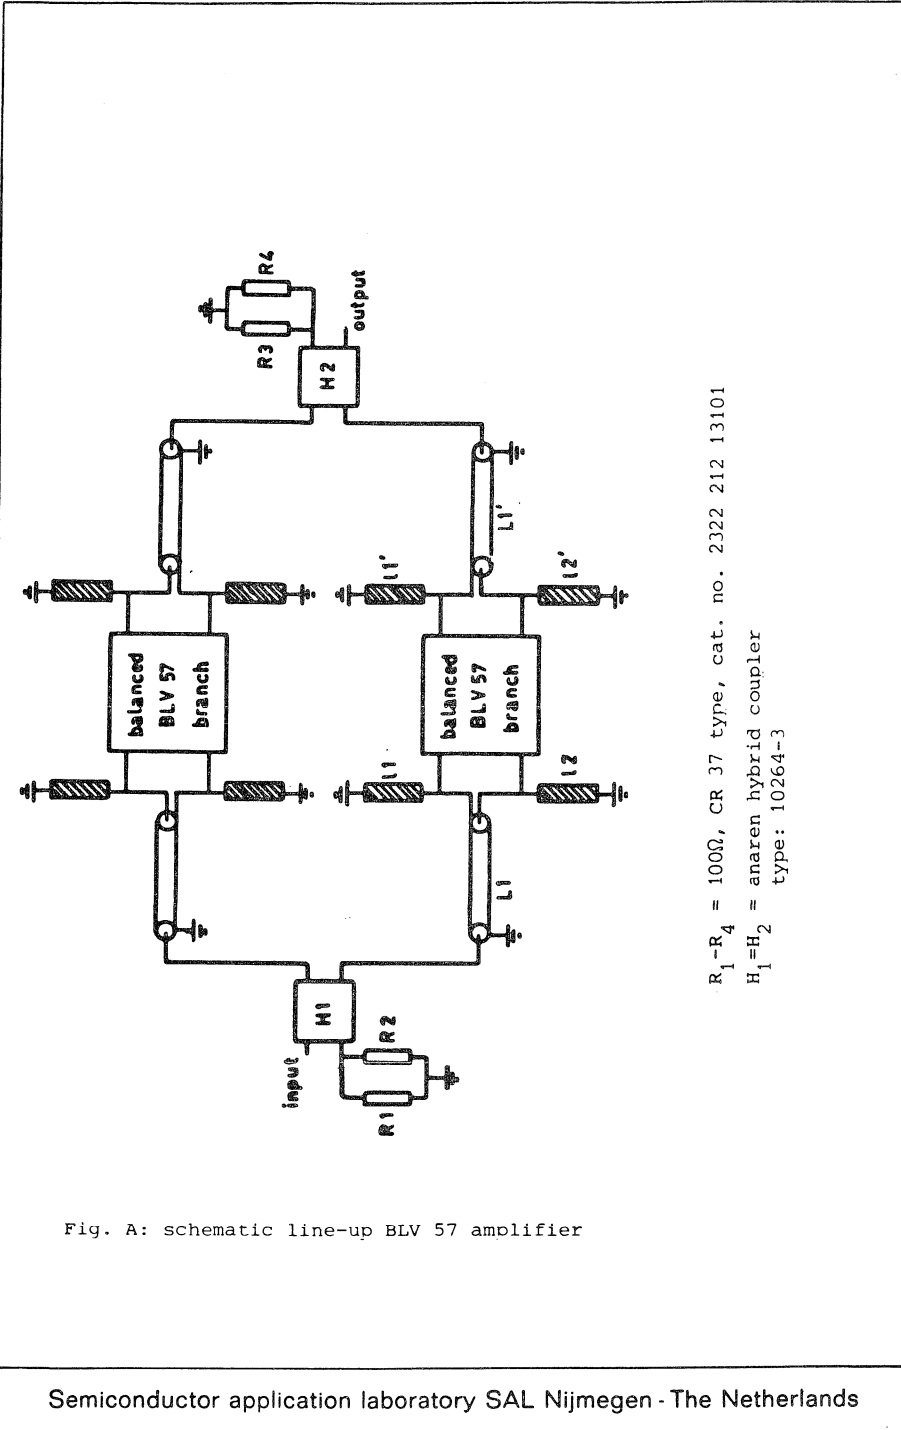 R4
R3
output
H2
L1'
l1'
l2'
balanced
BLV 57
branch
balanced
BLV 57
branch
l1
l2
L1
H1
input
R2
R1
R1-R4 = 100Ω, CR 37 type, cat. no. 2322 212 13101
H1=H2 = anaren hybrid coupler
type: 10264-3
Fig. A: schematic line-up BLV 57 amplifier
Semiconductor application laboratory SAL Nijmegen - The Netherlands